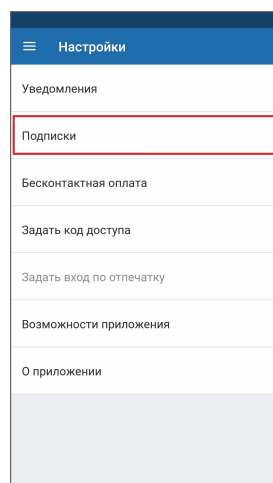 Настройки
Уведомления
Подписки
Бесконтактная оплата
Задать код доступа
Задать вход по отпечатку
Возможности приложения
О приложении